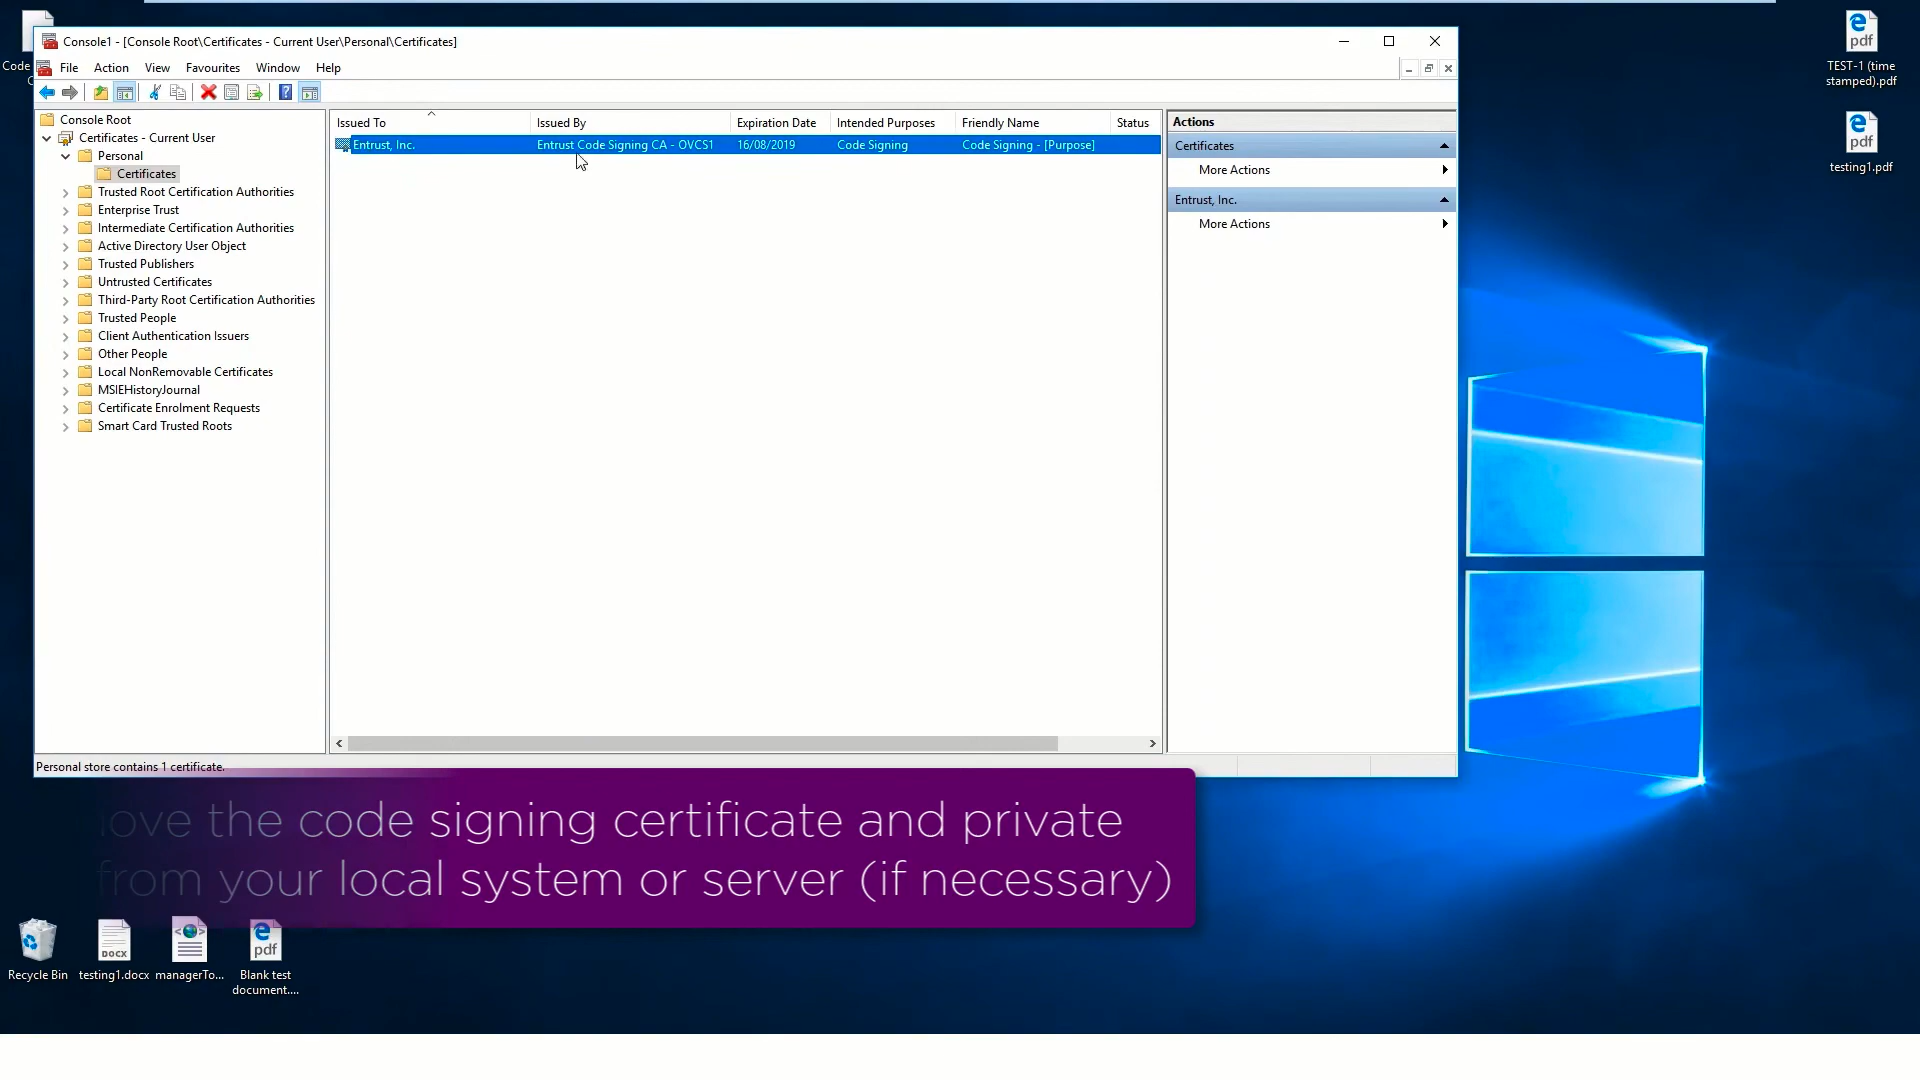 Code
Console1 - [Console Root\Certificates - Current User\Personal\Certificates]
File Action View Favourites Window Help
Console Root
Certificates - Current User
Personal
Certificates
Trusted Root Certification Authorities
Enterprise Trust
Intermediate Certification Authorities
Active Directory User Object
Trusted Publishers
Untrusted Certificates
Third-Party Root Certification Authorities
Trusted People
Client Authentication Issuers
Other People
Local NonRemovable Certificates
MSIEHistoryJournal
Certificate Enrolment Requests
Smart Card Trusted Roots
Issued To Issued By Expiration Date Intended Purposes Friendly Name Status
Entrust, Inc. Entrust Code Signing CA - OVCS1 16/08/2019 Code Signing Code Signing - [Purpose]
Actions
Certificates
More Actions
Entrust, Inc.
More Actions
Personal store contains 1 certificate.
pdf
TEST-1 (time
stamped).pdf
pdf
testing1.pdf
the code signing certificate and private
from your local system or server (if necessary)
DOCX
pdf
Recycle Bin
testing1.docx
managerTo...
Blank test
document....